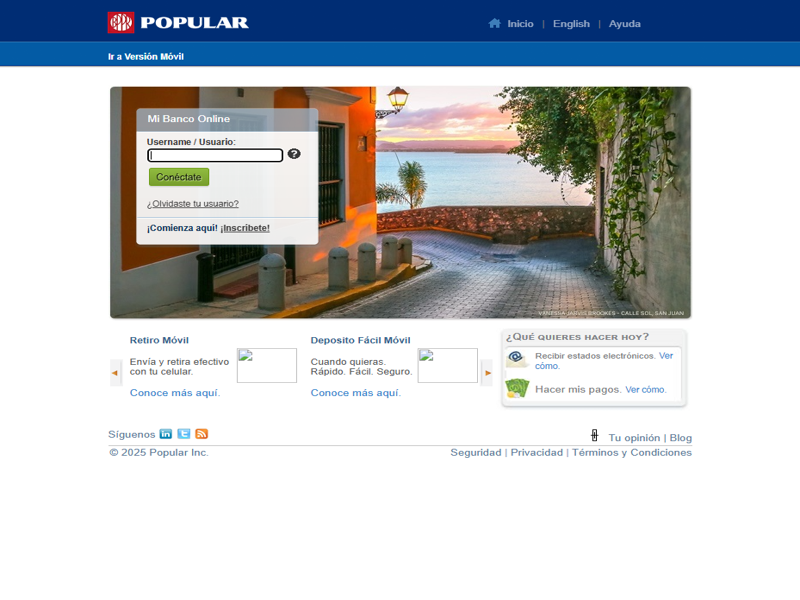 POPULAR
Inicio | English | Ayuda
Ir a Versión Móvil
Mi Banco Online
Username / Usuario:
Conéctate
¿Olvidaste tu usuario?
¡Comienza aquí! ¡Inscríbete!
VANESSA JARVIS BROOKES - CALLE SOL, SAN JUAN
Retiro Móvil
Envía y retira efectivo
con tu celular.
Conoce más aquí.
Deposito Fácil Móvil
Cuando quieras.
Rápido. Fácil. Seguro.
Conoce más aquí.
¿QUÉ QUIERES HACER HOY?
Recibir estados electrónicos. Ver
cómo.
Hacer mis pagos. Ver cómo.
Síguenos
Tu opinión | Blog
© 2025 Popular Inc.
Seguridad | Privacidad | Términos y Condiciones